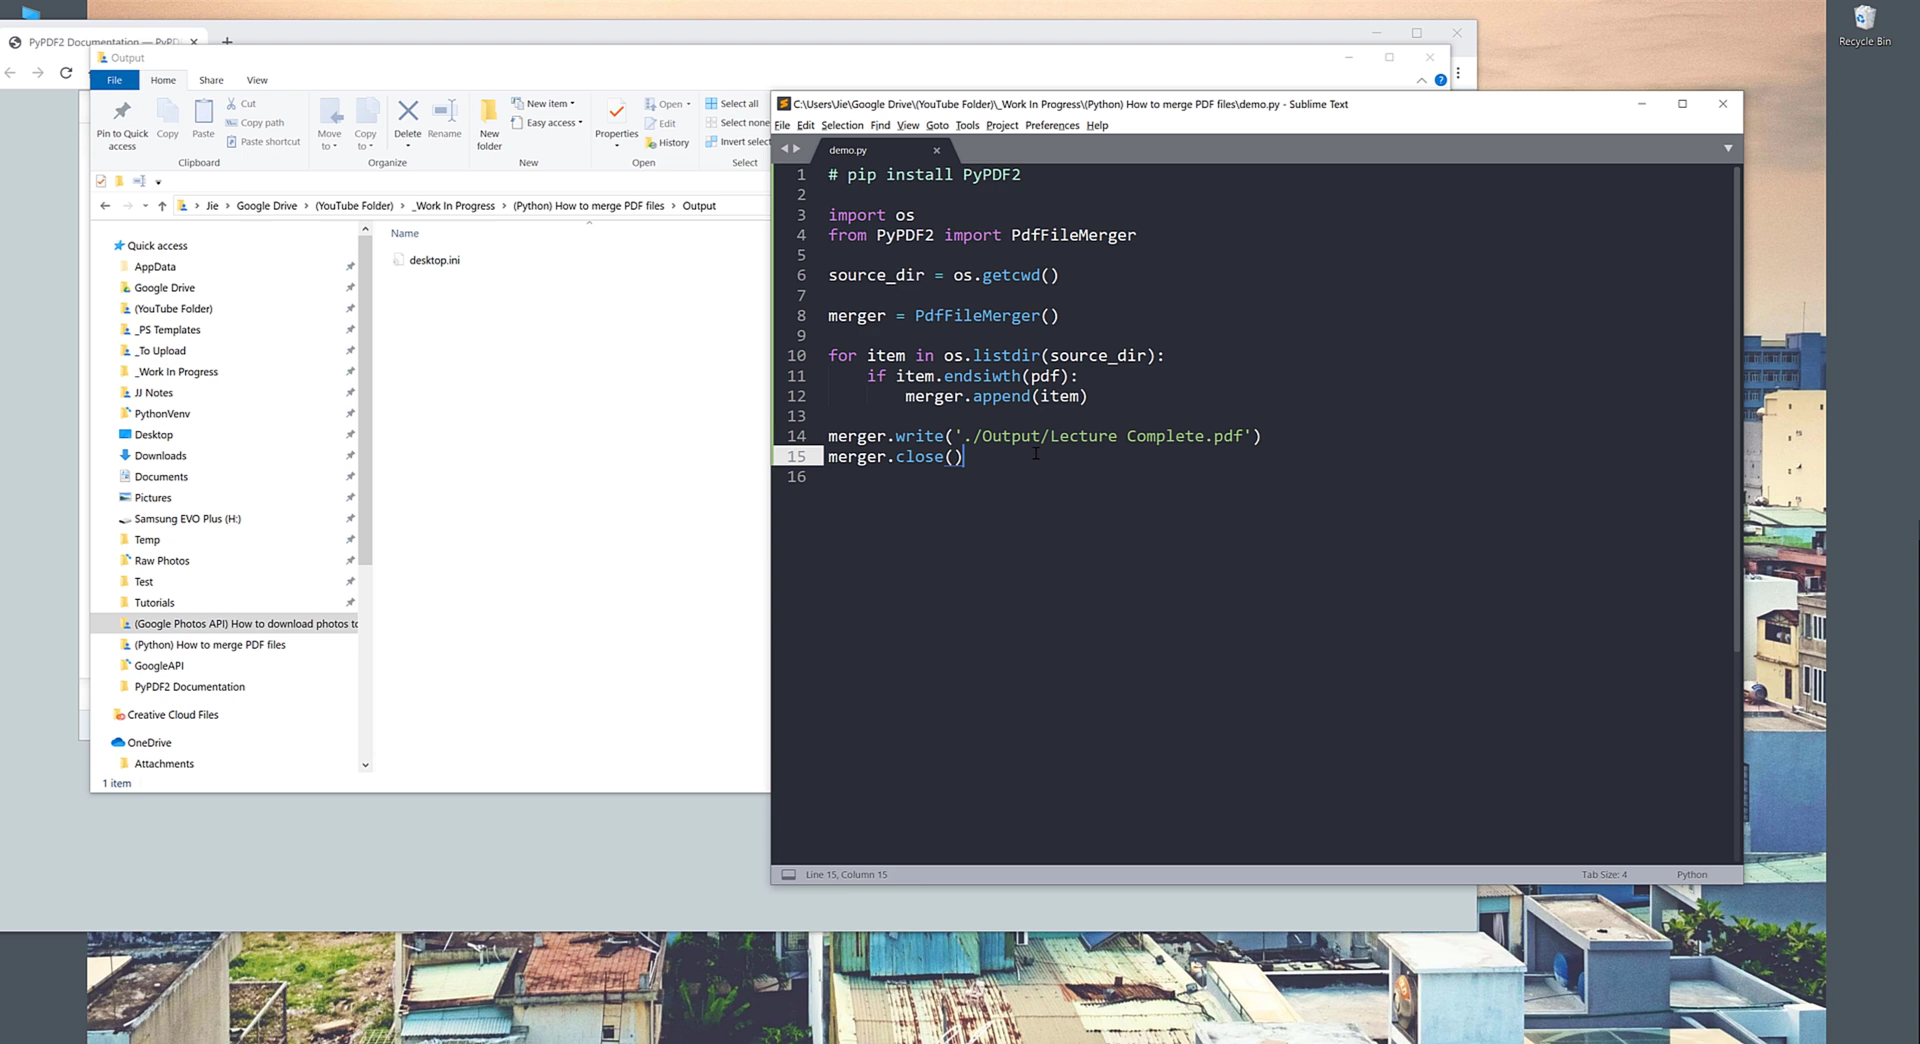 Recycle Bin
PyPDF2 Documentation — PyPD
Output
File Home Share View
Pin to Quick access
Copy
Paste
Cut
Copy path
Paste shortcut
Clipboard
Move to
Copy to
Delete
Rename
Organize
New folder
New item
Easy access
New
Properties
Open
Edit
History
Open
Select all
Select none
Invert selec
Select
Jie > Google Drive > (YouTube Folder) > _Work In Progress > (Python) How to merge PDF files > Output
Quick access
AppData
Google Drive
(YouTube Folder)
_PS Templates
_To Upload
_Work In Progress
JJ Notes
PythonVenv
Desktop
Downloads
Documents
Pictures
Samsung EVO Plus (H:)
Temp
Raw Photos
Test
Tutorials
(Google Photos API) How to download photos to
(Python) How to merge PDF files
GoogleAPI
PyPDF2 Documentation
Creative Cloud Files
OneDrive
Attachments
1 item
Name
desktop.ini
C:\Users\Jie\Google Drive\(YouTube Folder)\_Work In Progress\(Python) How to merge PDF files\demo.py - Sublime Text
File Edit Selection Find View Goto Tools Project Preferences Help
demo.py
1 # pip install PyPDF2
2
3 import os
4 from PyPDF2 import PdfFileMerger
5
6 source_dir = os.getcwd()
7
8 merger = PdfFileMerger()
9
10 for item in os.listdir(source_dir):
11 if item.endsiwth(pdf):
12 merger.append(item)
13
14 merger.write('./Output/Lecture Complete.pdf')
15 merger.close()
16
Line 15, Column 15
Tab Size: 4
Python